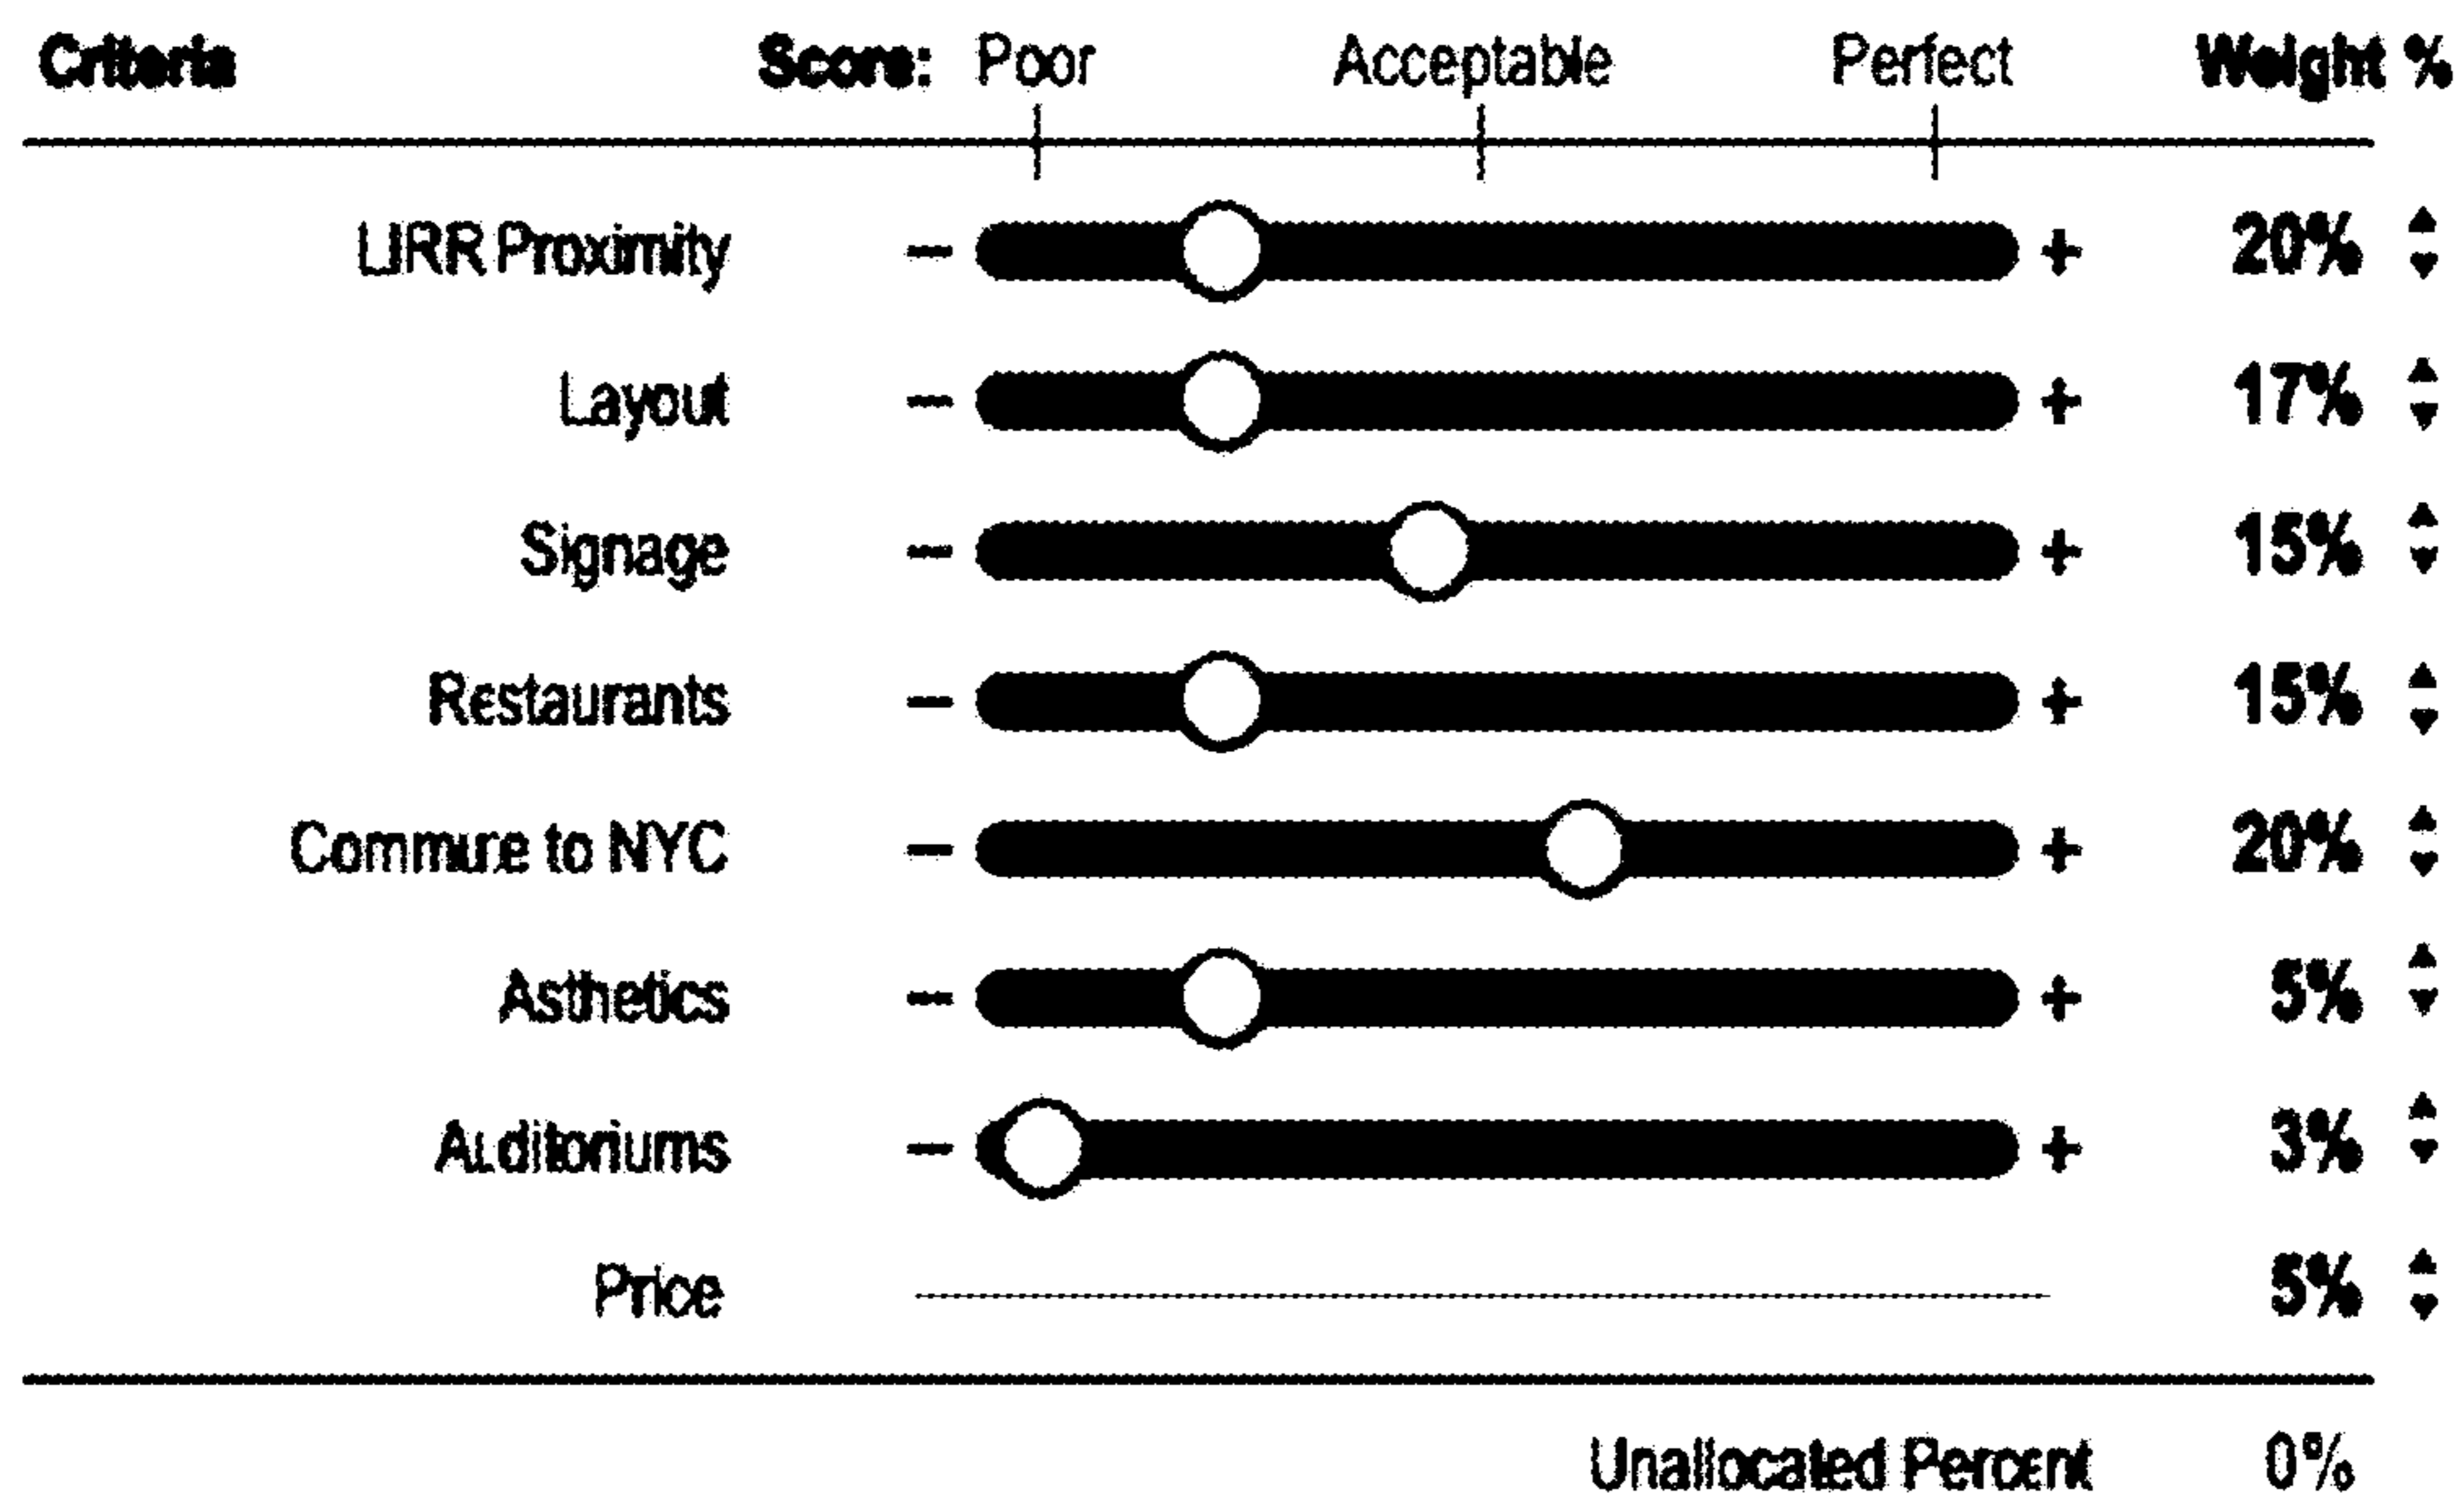 Criteria Score: Poor Acceptable Perfect Weight %
LIRR Proximity − + 20%
Layout − + 17%
Signage − + 15%
Restaurants − + 15%
Commure to NYC − + 20%
Asthetics − + 5%
Auditoriums − + 3%
Price 5%
Unallocated Percent 0%